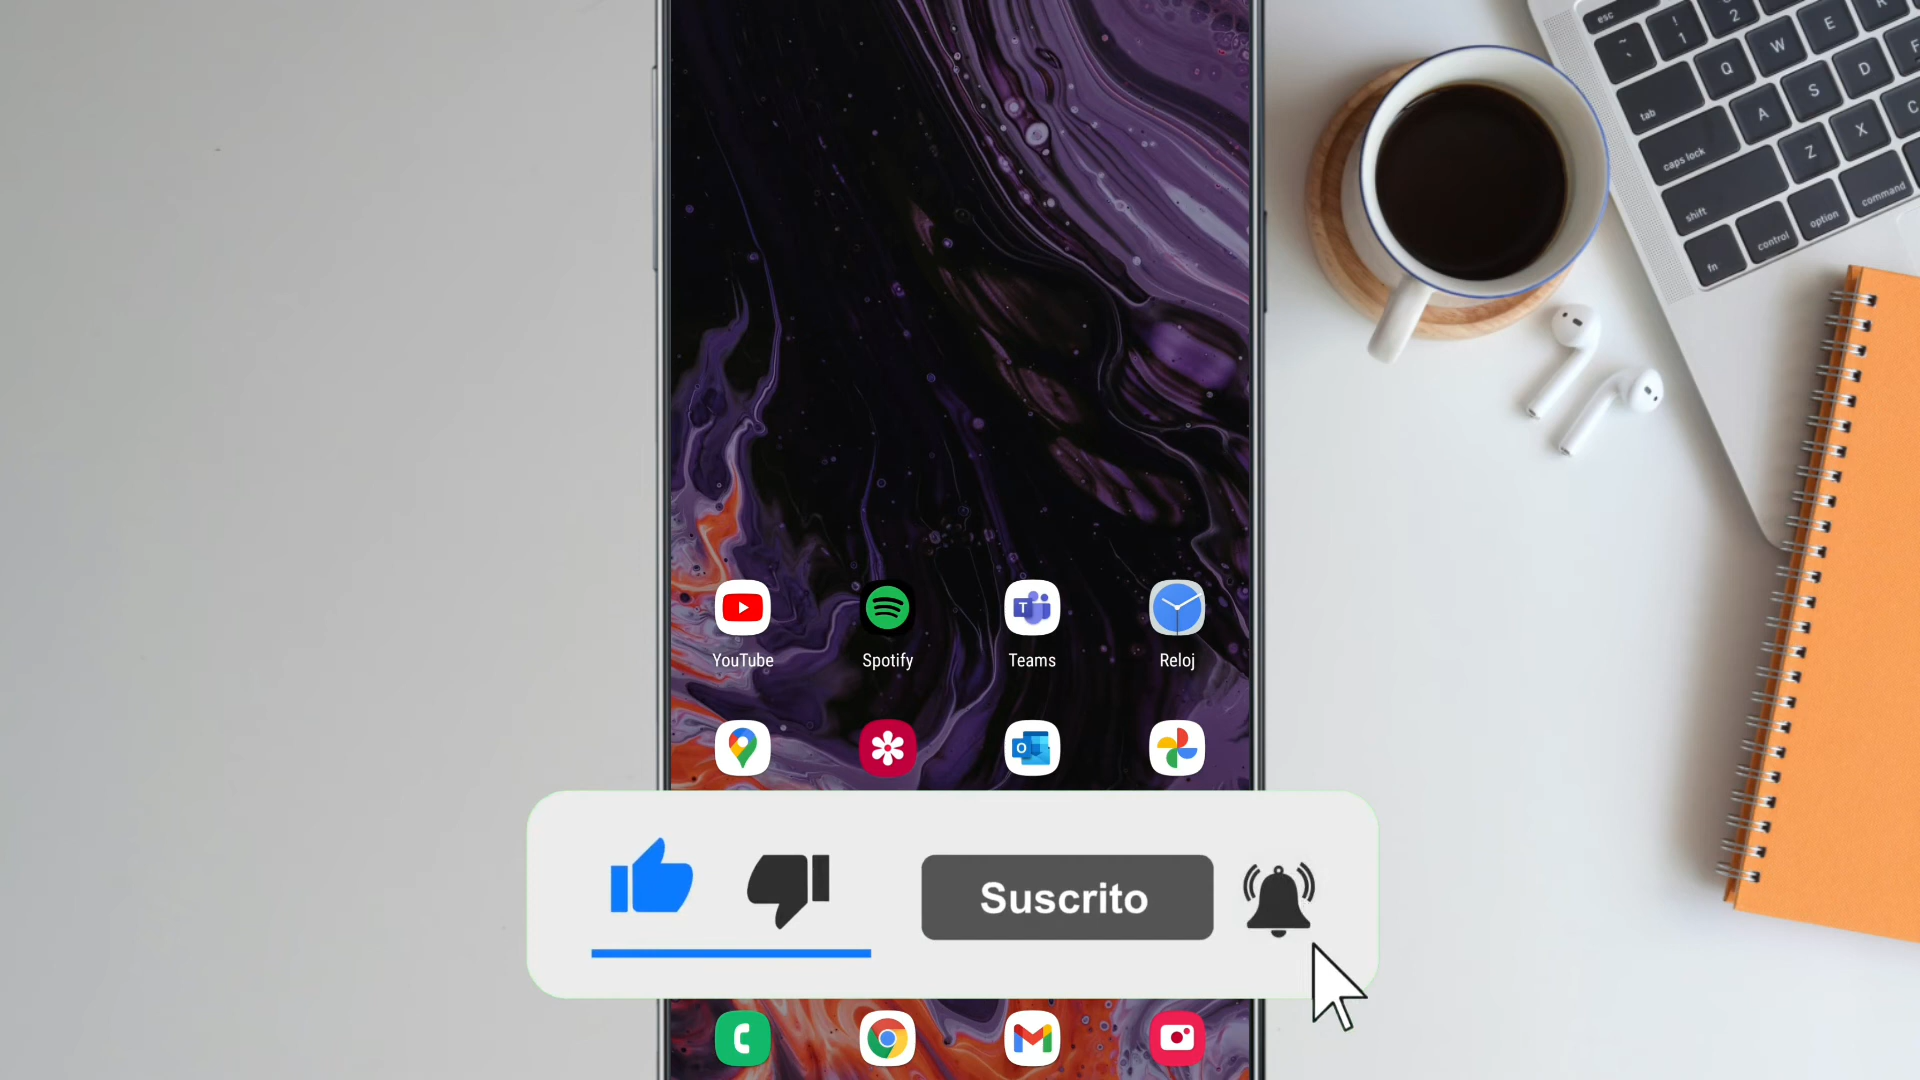 esc
!
1
2
Q
W
E
R
tab
A
S
D
F
caps lock
Z
X
C
shift
fn
control
option
command
YouTube
Spotify
T
Teams
Reloj
O
Suscrito